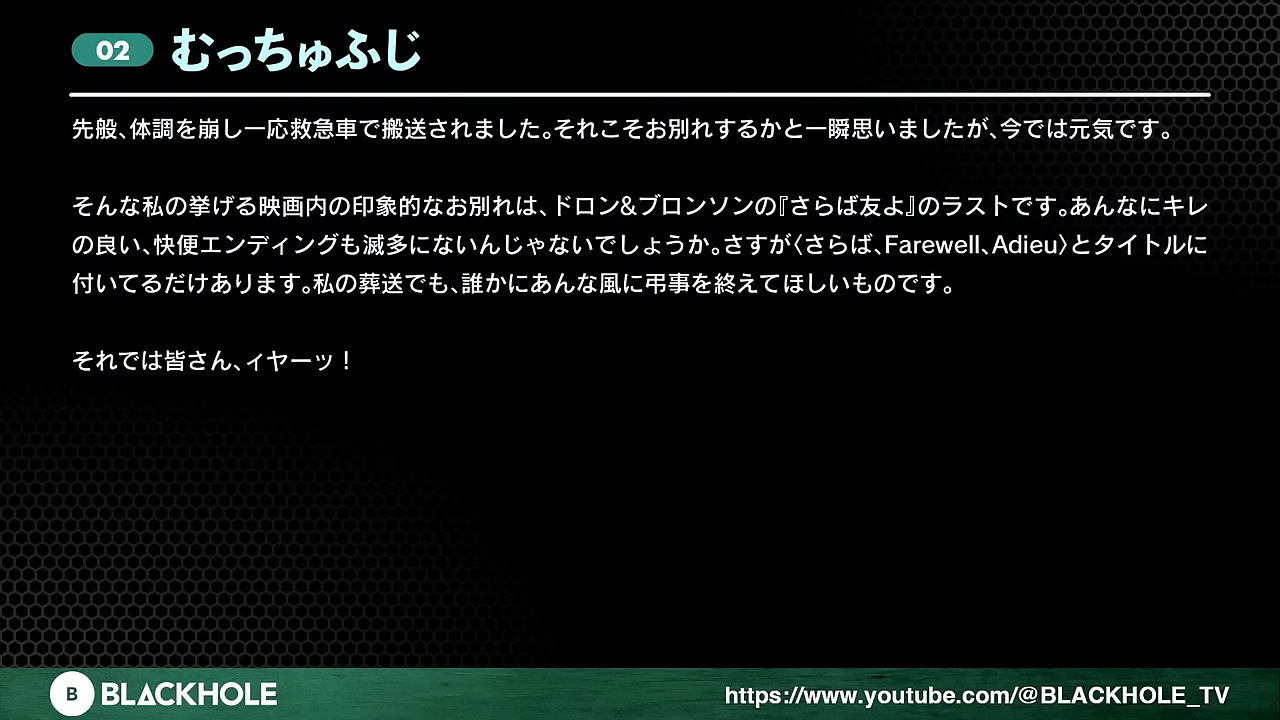 02 むっちゅふじ
先般、体調を崩し一応救急車で搬送されました。それこそお別れするかと一瞬思いましたが、今では元気です。
そんな私の挙げる映画内の印象的なお別れは、ドロン&ブロンソンの『さらば友よ』のラストです。あんなにキレ
の良い、快便エンディングも滅多にないんじゃないでしょうか。さすが〈さらば、Farewell、Adieu〉とタイトルに
付いてるだけあります。私の葬送でも、誰かにあんな風に弔事を終えてほしいものです。
それでは皆さん、ィヤーッ！
B BLACKHOLE
https://www.youtube.com/@BLACKHOLE_TV